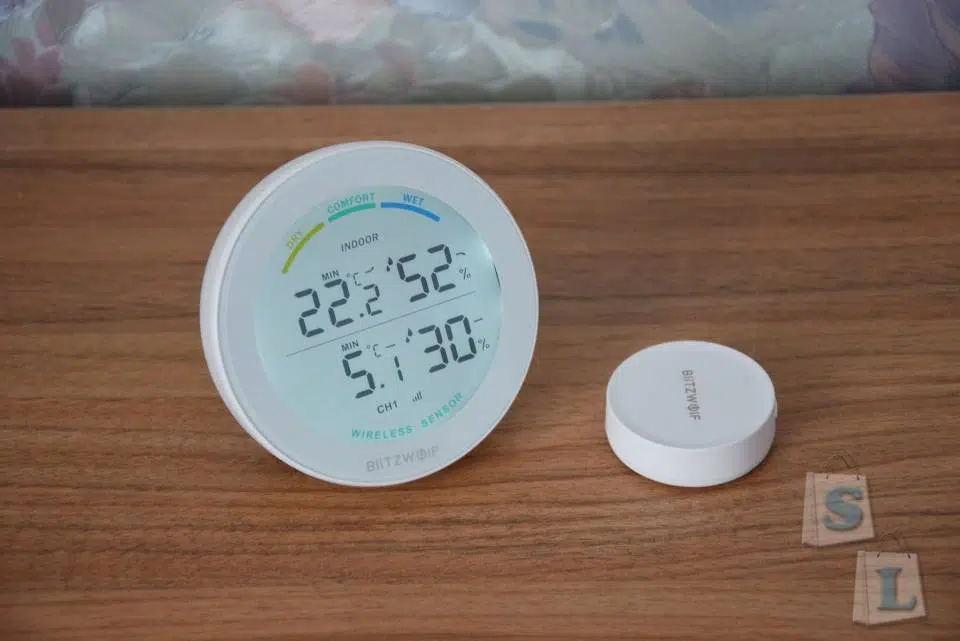 DRY COMFORT WET
INDOOR
MIN °C 22.2 52 %
MIN °C 5.1 30 %
CH1
WIRELESS SENSOR
BlITZWOlF
BlITZWOlF
S
L